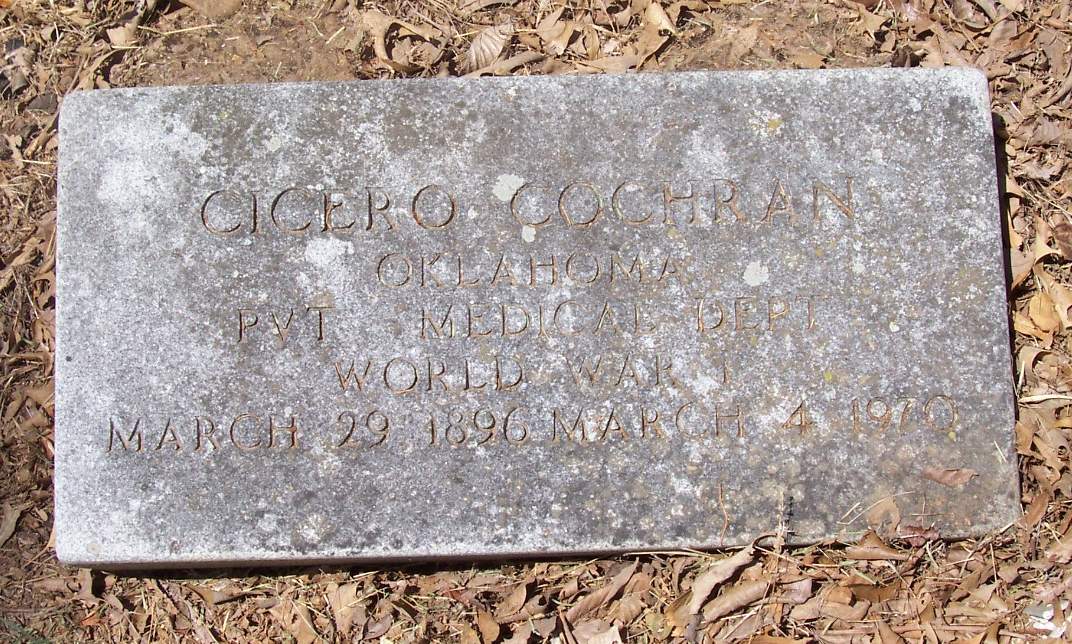 CICERO COCHRAN
OKLAHOMA
PVT MEDICAL DEPT
WORLD WAR I
MARCH 29 1896 MARCH 4 1970